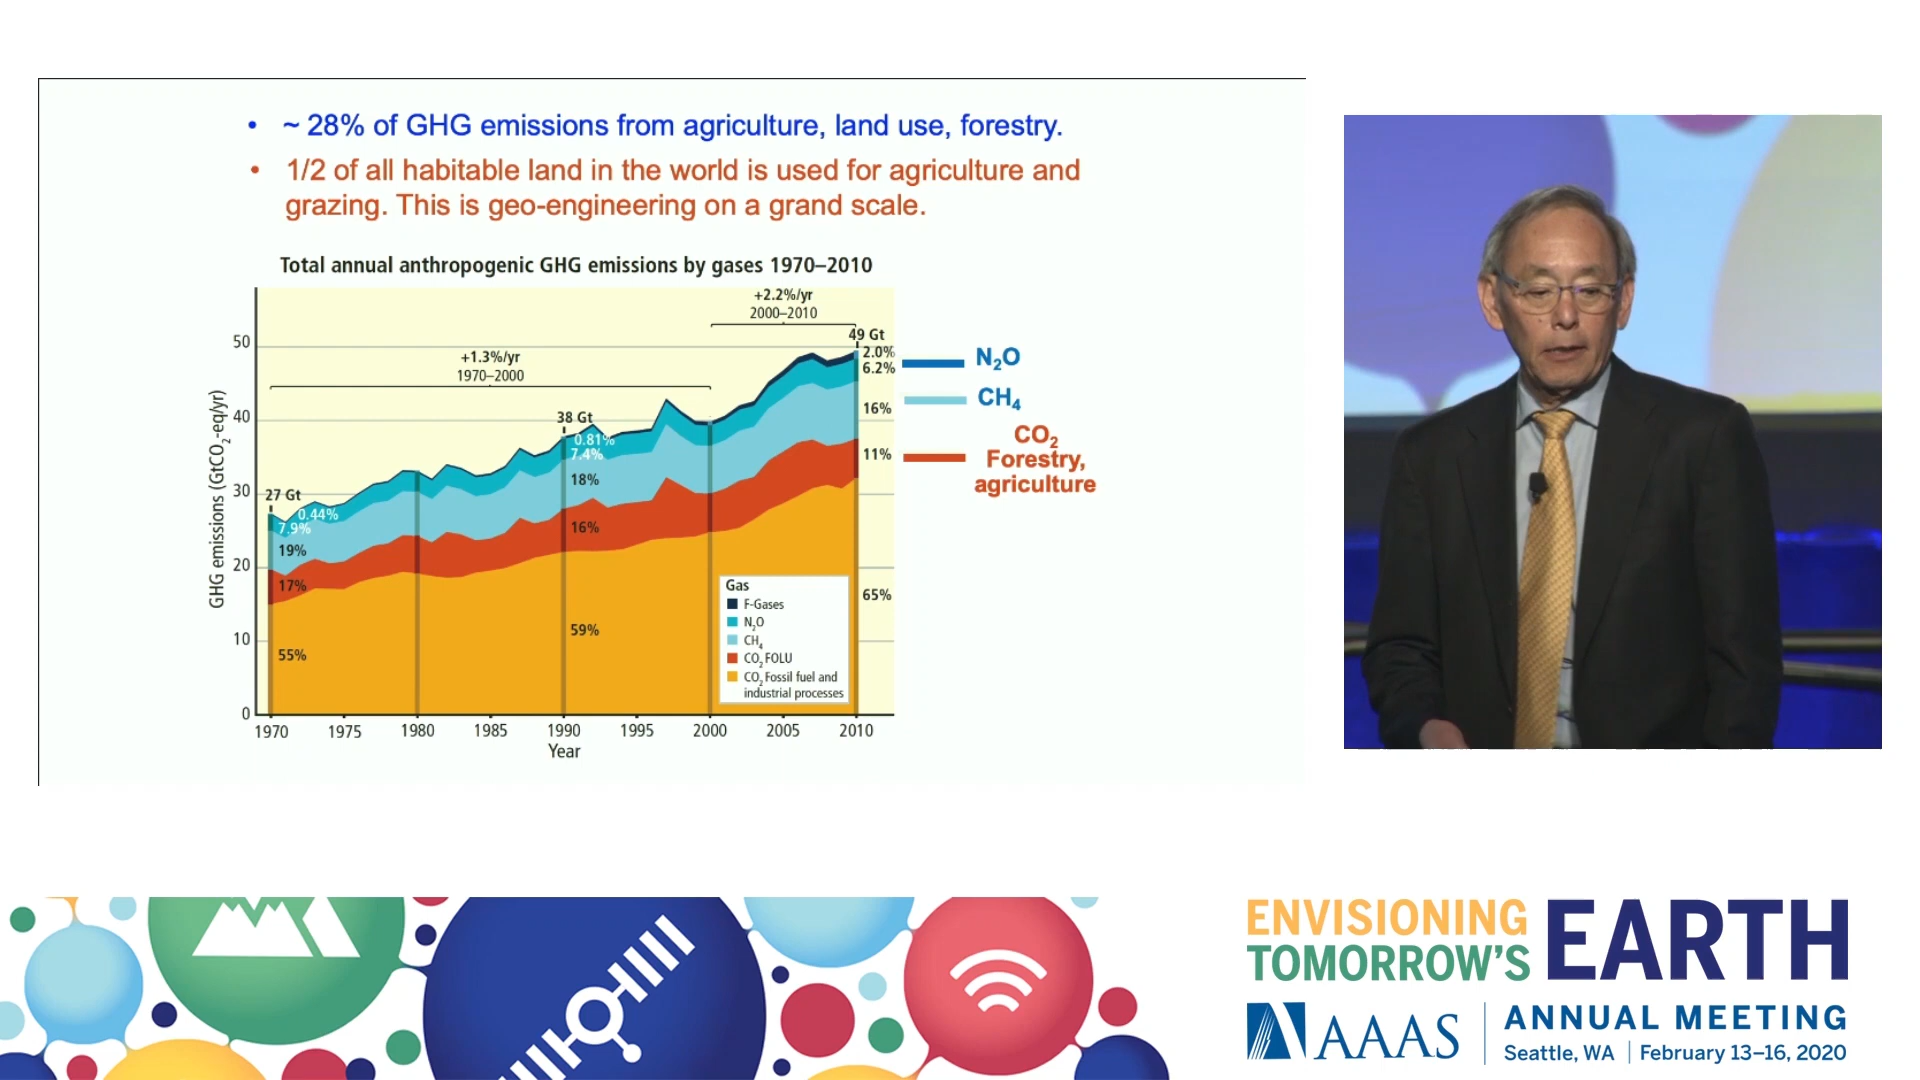 • ~ 28% of GHG emissions from agriculture, land use, forestry.
• 1/2 of all habitable land in the world is used for agriculture and
grazing. This is geo-engineering on a grand scale.
Total annual anthropogenic GHG emissions by gases 1970–2010
+2.2%/yr
2000–2010
+1.3%/yr
1970–2000
49 Gt
2.0%
6.2%
16%
11%
65%
38 Gt
0.81%
7.4%
18%
16%
59%
27 Gt
0.44%
7.9%
19%
17%
55%
GHG emissions (GtCO2-eq/yr)
50
40
30
20
10
0
1970 1975 1980 1985 1990 1995 2000 2005 2010
Year
Gas
F-Gases
N2O
CH4
CO2 FOLU
CO2 Fossil fuel and
industrial processes
N2O
CH4
CO2
Forestry,
agriculture
ENVISIONING
TOMORROW'S
EARTH
AAAS
ANNUAL MEETING
Seattle, WA | February 13–16, 2020